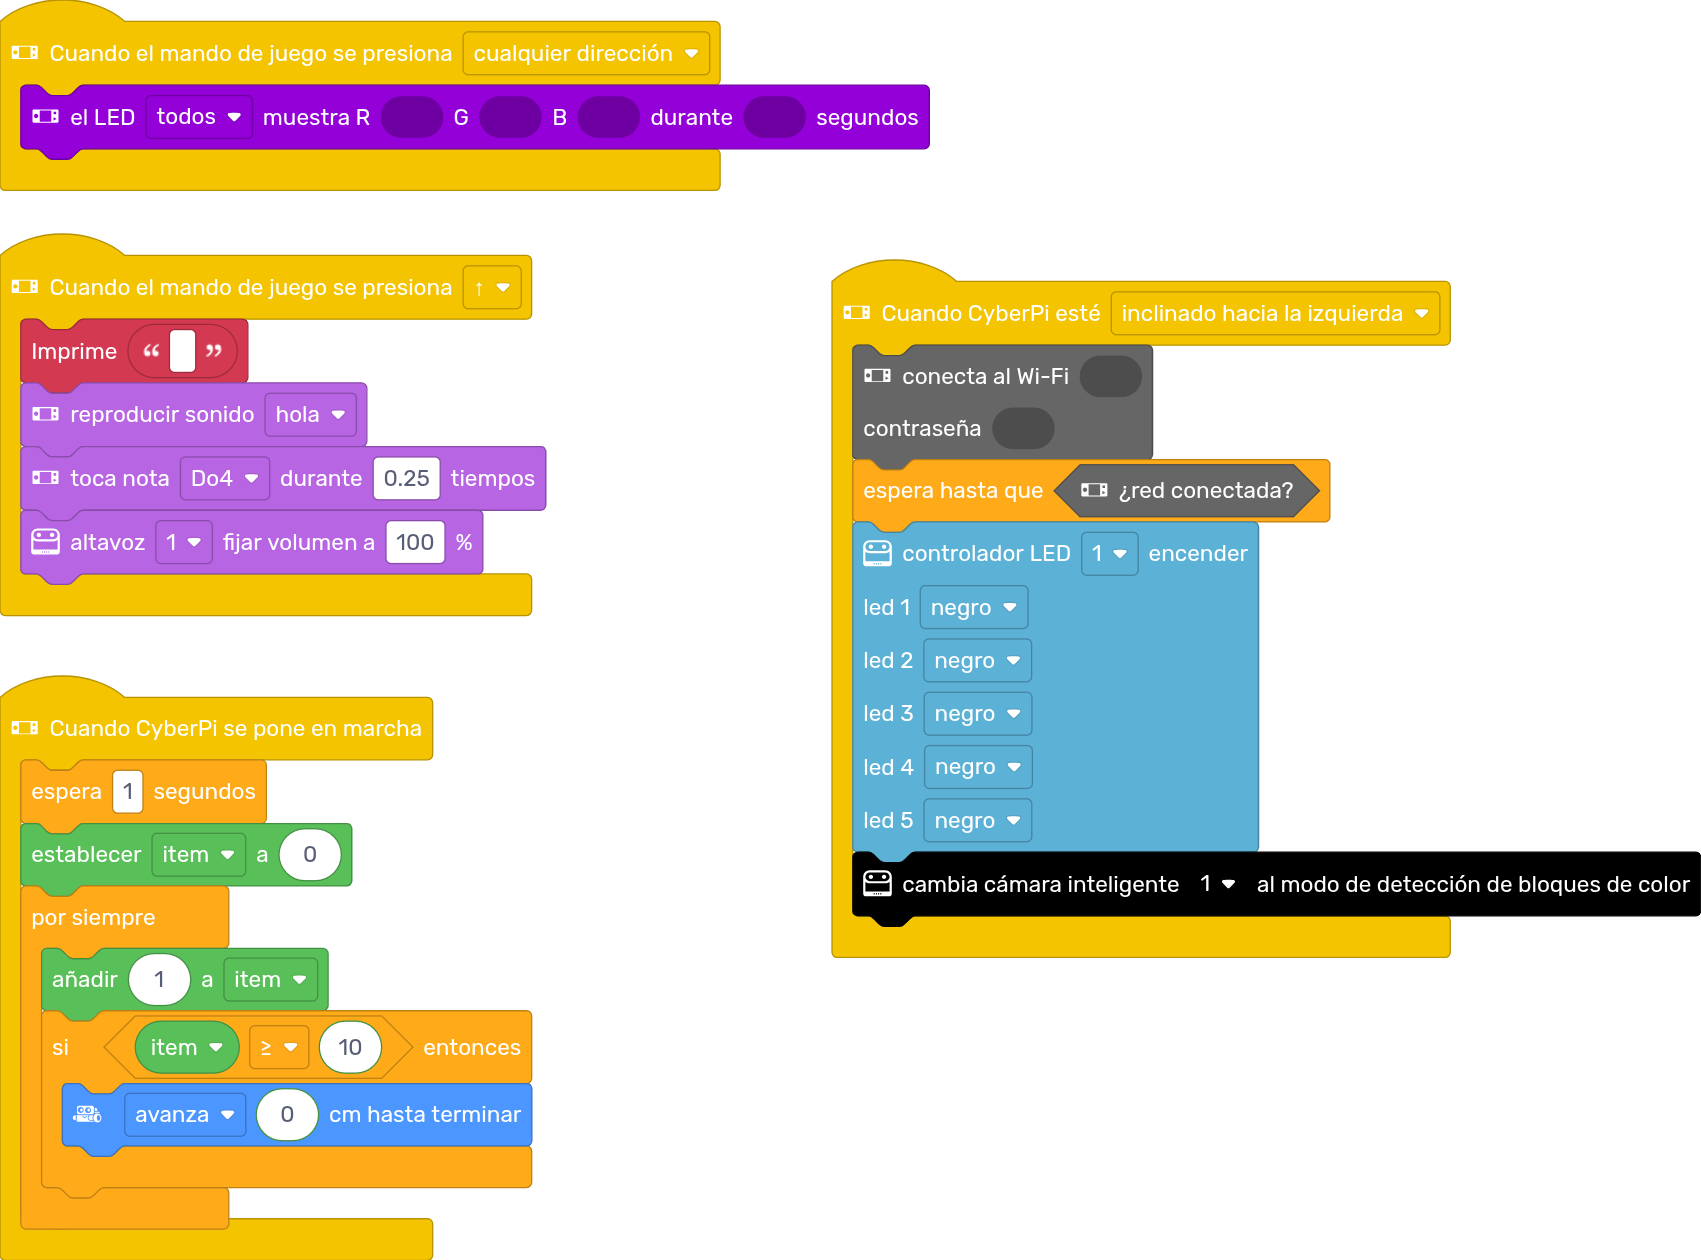 Cuando el mando de juego se presiona cualquier dirección
el LED todos muestra R G B durante segundos
Cuando el mando de juego se presiona ↑
Imprime “ ”
reproducir sonido hola
toca nota Do4 durante 0.25 tiempos
altavoz 1 fijar volumen a 100 %
Cuando CyberPi se pone en marcha
espera 1 segundos
establecer item a 0
por siempre
añadir 1 a item
si item ≥ 10 entonces
avanza 0 cm hasta terminar
Cuando CyberPi esté inclinado hacia la izquierda
conecta al Wi-Fi
contraseña
espera hasta que ¿red conectada?
controlador LED 1 encender
led 1 negro
led 2 negro
led 3 negro
led 4 negro
led 5 negro
cambia cámara inteligente 1 al modo de detección de bloques de color